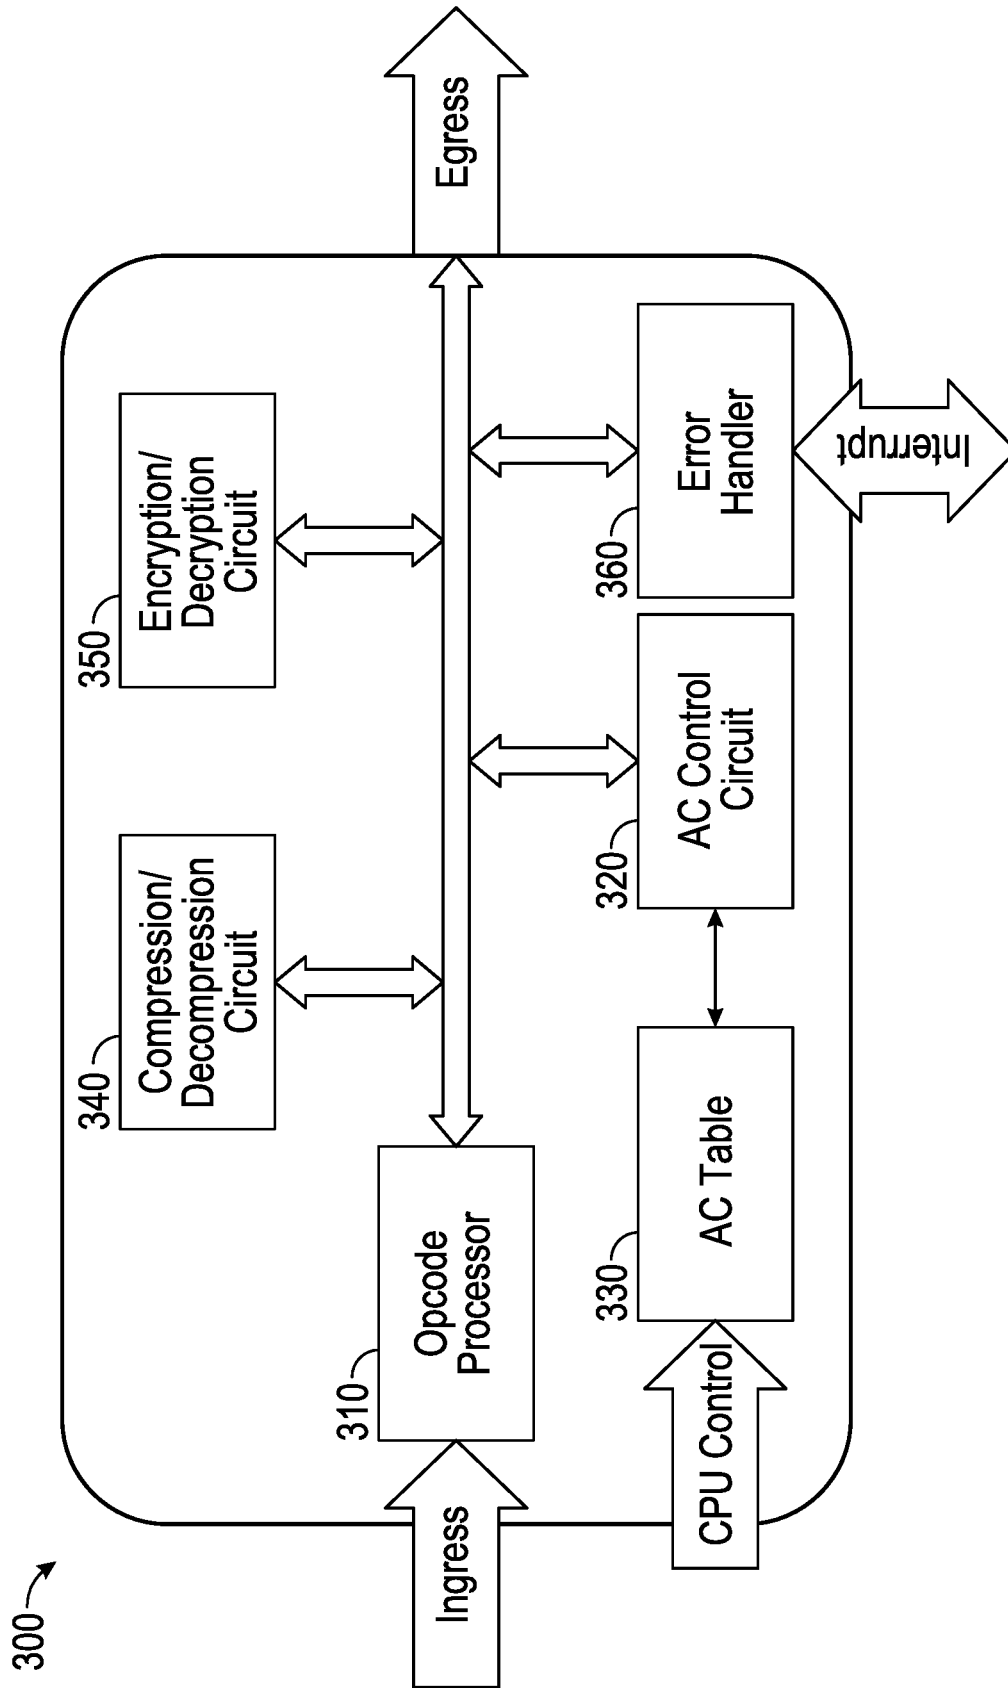 300
350
Encryption/
Decryption
Circuit
340
Compression/
Decompression
Circuit
Ingress
310
Opcode
Processor
Egress
CPU Control
330
AC Table
320
AC Control
Circuit
360
Error
Handler
Interrupt